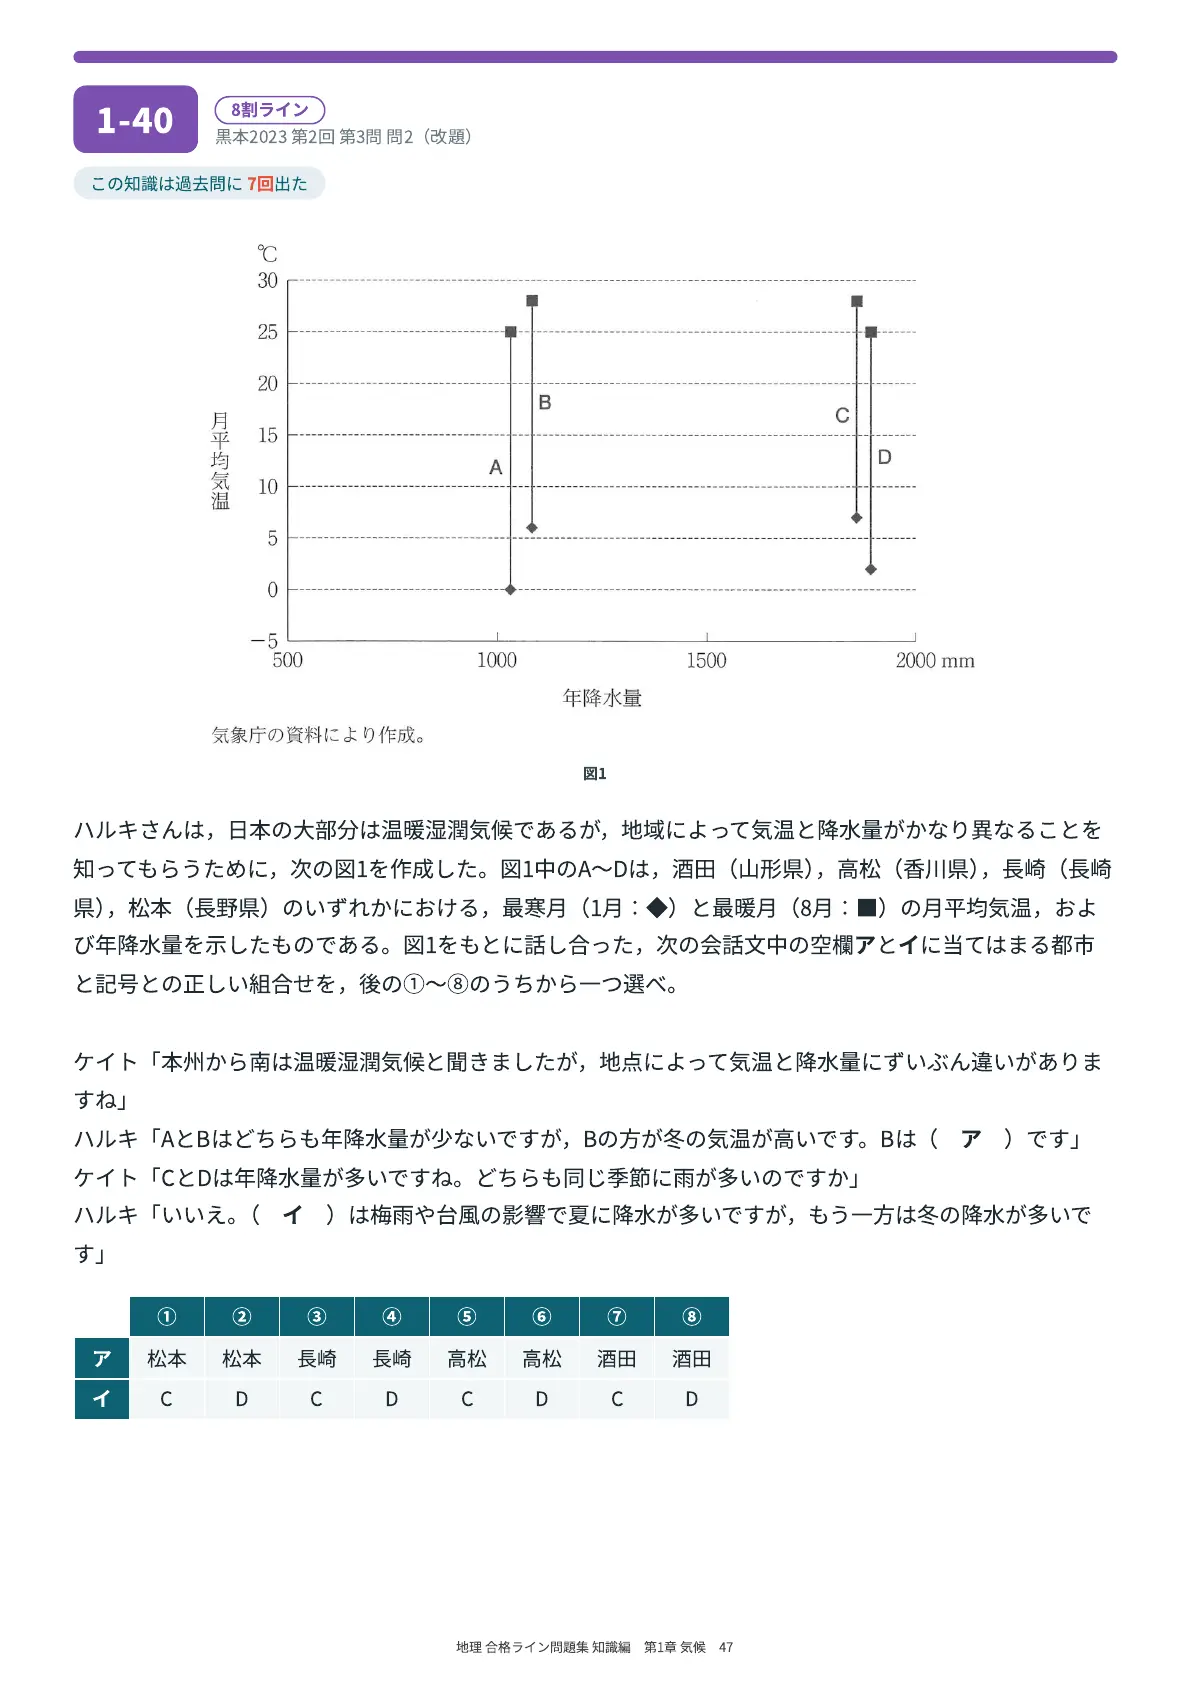 1-40
8割ライン
黒本2023 第2回 第3問 問2（改題）
この知識は過去問に 7回出た
℃
30
25
20
15
10
5
0
−5
月平均気温
A
B
C
D
500 1000 1500 2000 mm
年降水量
気象庁の資料により作成。
図1
ハルキさんは，日本の大部分は温暖湿潤気候であるが，地域によって気温と降水量がかなり異なることを
知ってもらうために，次の図1を作成した。図1中のA～Dは，酒田（山形県），高松（香川県），長崎（長崎
県），松本（長野県）のいずれかにおける，最寒月（1月：◆）と最暖月（8月：■）の月平均気温，およ
び年降水量を示したものである。図1をもとに話し合った，次の会話文中の空欄アとイに当てはまる都市
と記号との正しい組合せを，後の①～⑧のうちから一つ選べ。
ケイト「本州から南は温暖湿潤気候と聞きましたが，地点によって気温と降水量にずいぶん違いがありま
すね」
ハルキ「AとBはどちらも年降水量が少ないですが，Bの方が冬の気温が高いです。Bは（　ア　）です」
ケイト「CとDは年降水量が多いですね。どちらも同じ季節に雨が多いのですか」
ハルキ「いいえ。（　イ　）は梅雨や台風の影響で夏に降水が多いですが，もう一方は冬の降水が多いで
す」
① ② ③ ④ ⑤ ⑥ ⑦ ⑧
ア 松本 松本 長崎 長崎 高松 高松 酒田 酒田
イ C D C D C D C D
地理 合格ライン問題集 知識編　第1章 気候　47